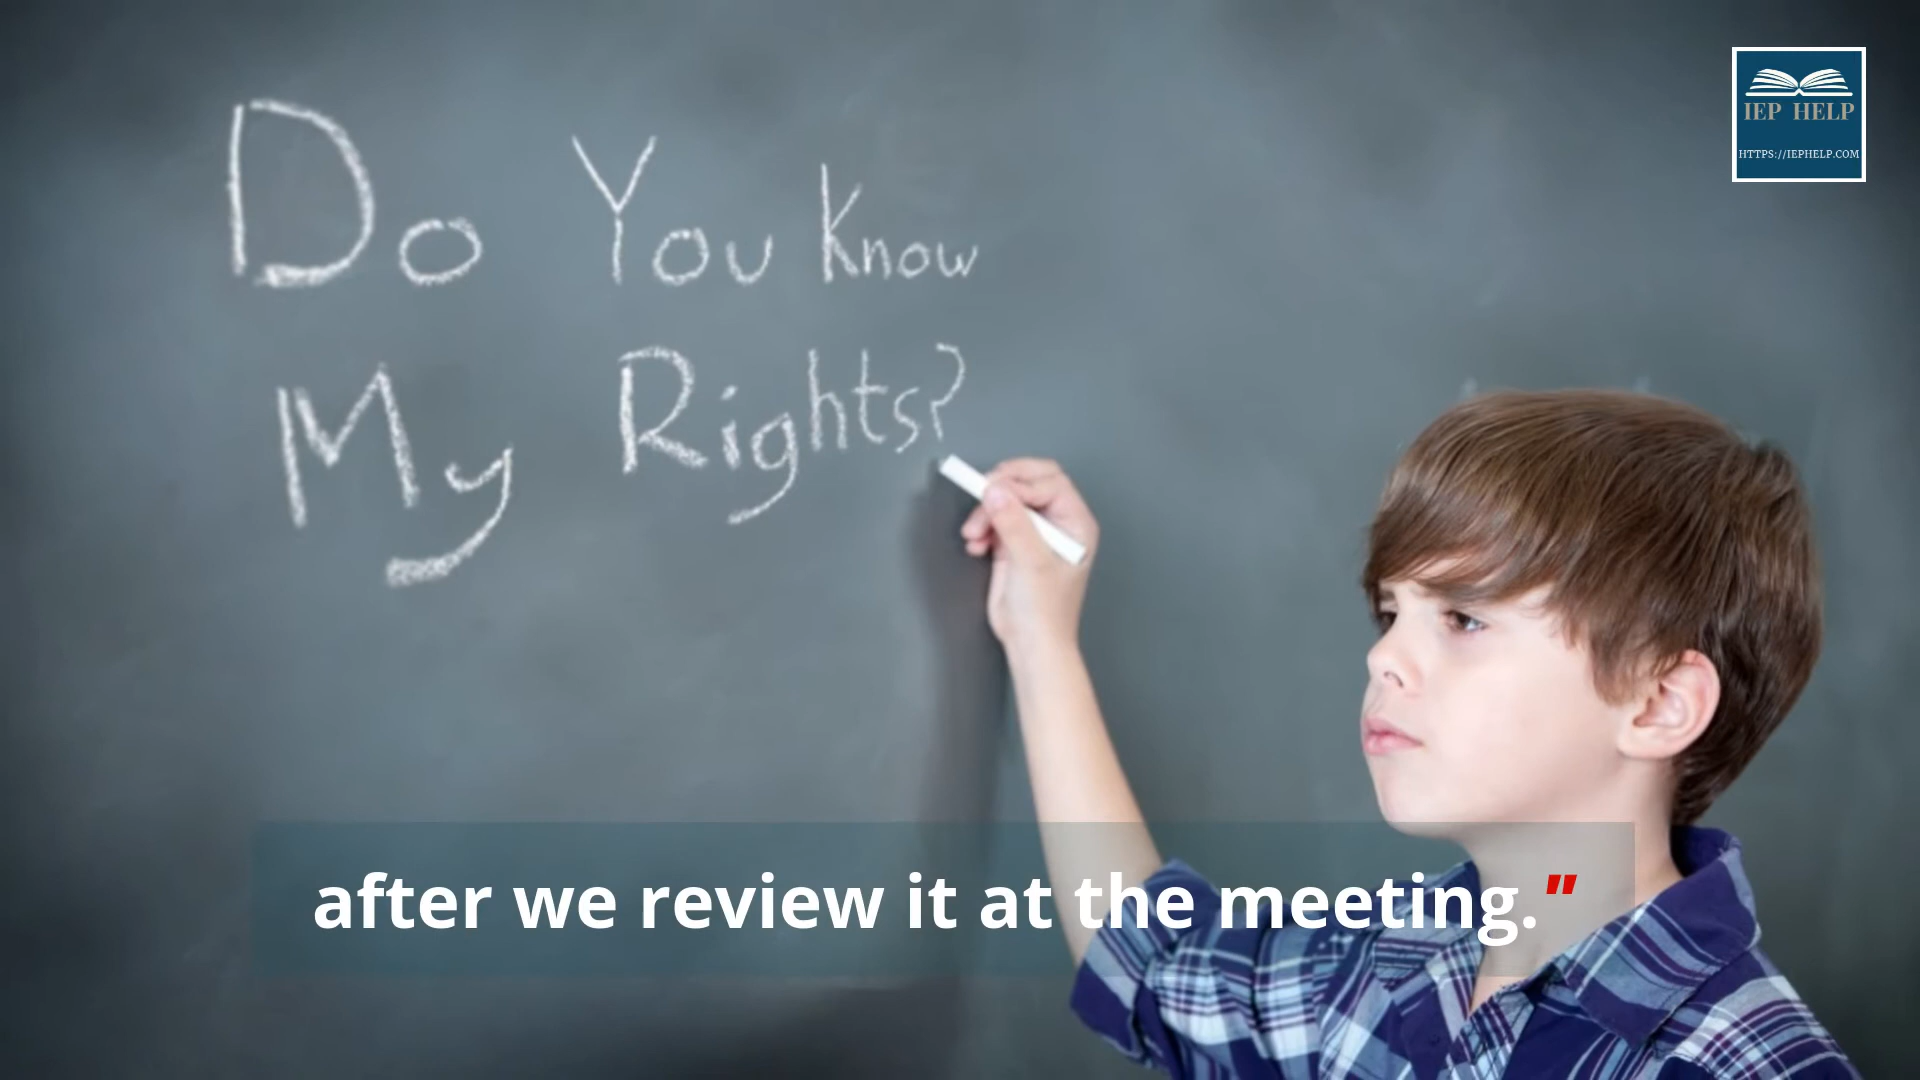 Do You Know
My Rights?
IEP HELP
HTTPS://IEPHELP.COM
after we review it at the meeting."